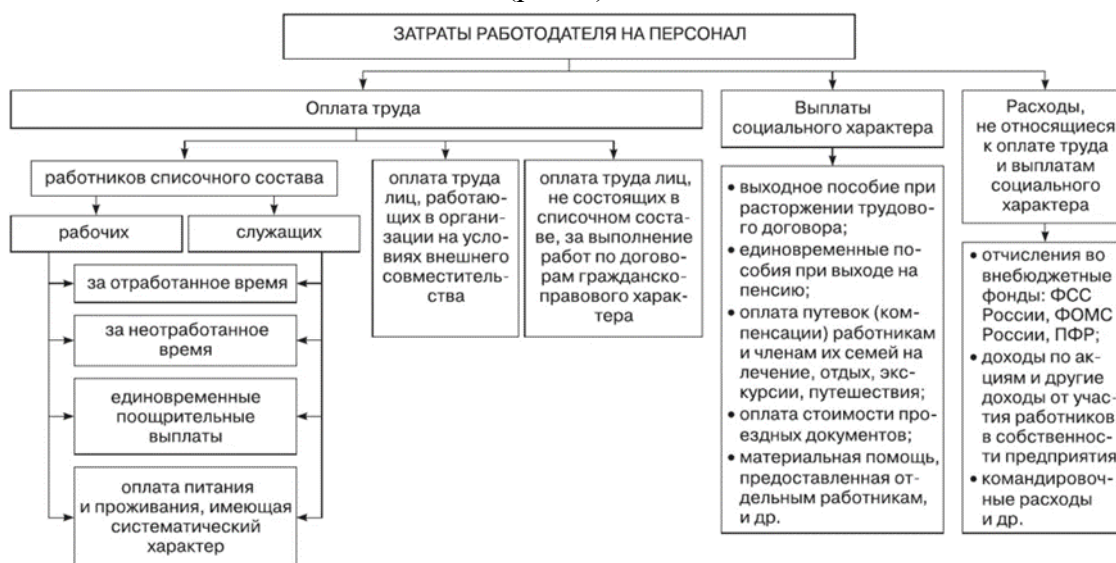 ЗАТРАТЫ РАБОТОДАТЕЛЯ НА ПЕРСОНАЛ
Оплата труда
работников списочного состава
рабочих
служащих
за отработанное время
за неотработанное
время
единовременные
поощрительные
выплаты
оплата питания
и проживания, имеющая
систематический
характер
оплата труда
лиц, работаю-
щих в органи-
зации на усло-
виях внешнего
совместитель-
ства
оплата труда лиц,
не состоящих в
списочном соста-
ве, за выполнение
работ по догово-
рам гражданско-
правового харак-
тера
Выплаты
социального характера
• выходное пособие при
расторжении трудово-
го договора;
• единовременные по-
собия при выходе на
пенсию;
• оплата путевок (ком-
пенсации) работникам
и членам их семей на
лечение, отдых, экс-
курсии, путешествия;
• оплата стоимости про-
ездных документов;
• материальная помощь,
предоставленная от-
дельным работникам,
и др.
Расходы,
не относящиеся
к оплате труда
и выплатам
социального
характера
• отчисления во
внебюджетные
фонды: ФСС
России, ФОМС
России, ПФР;
• доходы по ак-
циям и другие
доходы от учас-
тия работников
в собственнос-
ти предприятия
• командировоч-
ные расходы
и др.